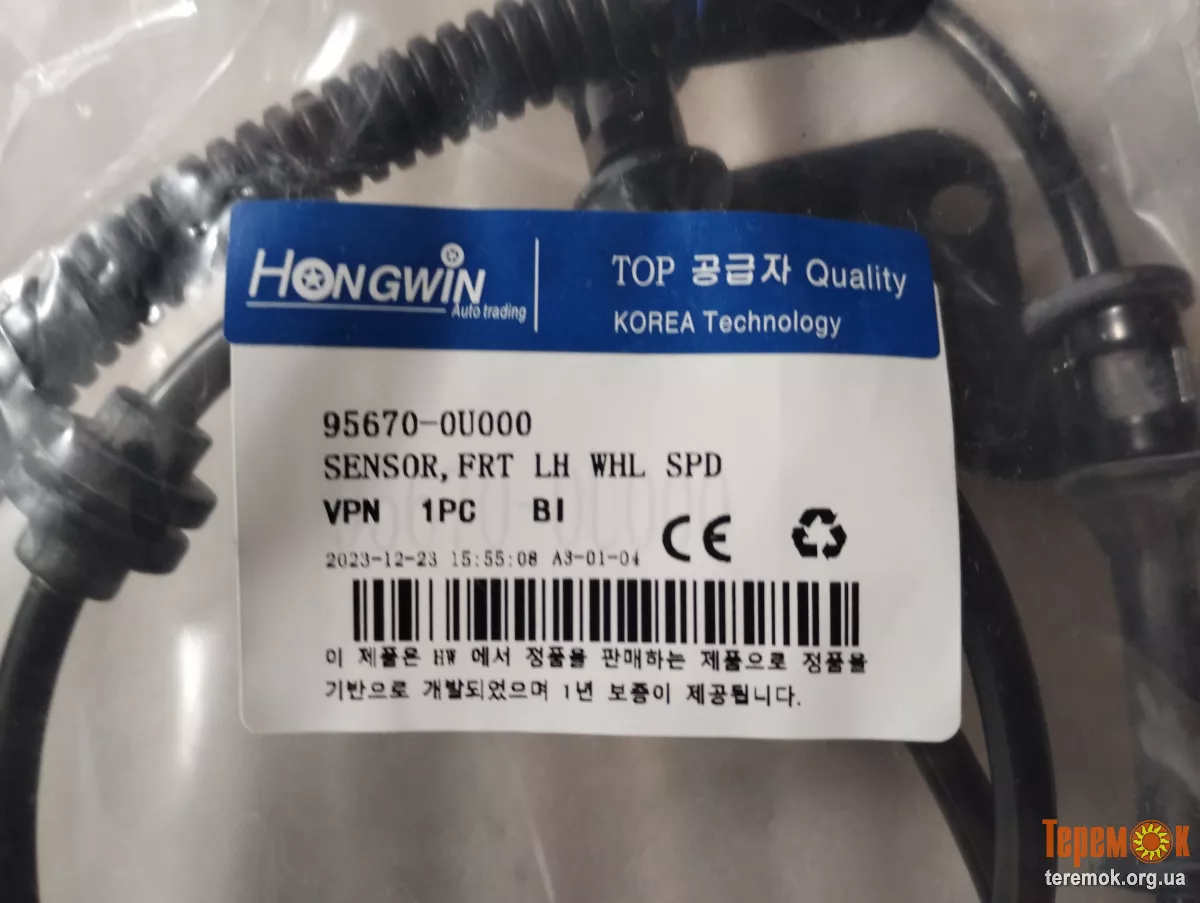 HONGWIN
Auto trading
TOP 공급자 Quality
KOREA Technology
95670-0U000
SENSOR, FRT LH WHL SPD
VPN 1PC BI
2023-12-23 15:55:08 A3-01-04
CE
이 제품은 HW 에서 정품을 판매하는 제품으로 정품을
기반으로 개발되었으며 1년 보증이 제공됩니다.
Теремок
teremok.org.ua